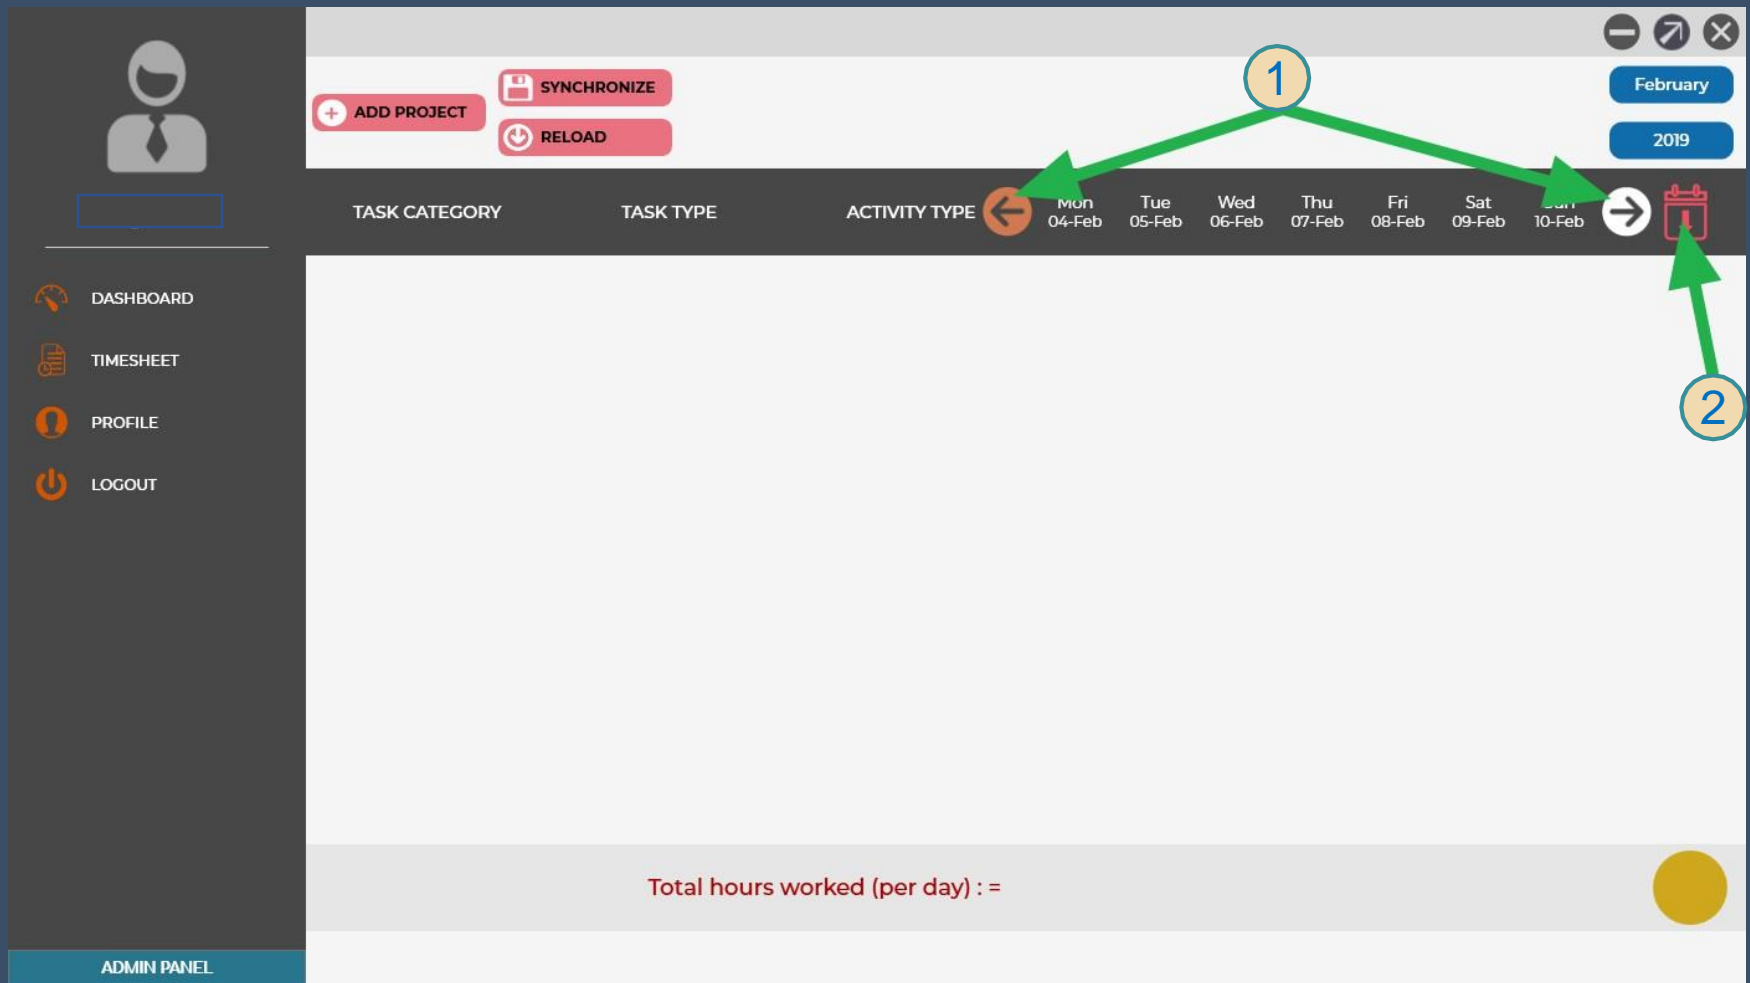 1
February
SYNCHRONIZE
ADD PROJECT
RELOAD
2019
TASK CATEGORY
TASK TYPE
ACTIVITY TYPE
Mon
04-Feb
Tue
05-Feb
Wed
06-Feb
Thu
07-Feb
Fri
08-Feb
Sat
09-Feb
Sun
10-Feb
DASHBOARD
TIMESHEET
PROFILE
LOGOUT
2
Total hours worked (per day) : =
ADMIN PANEL